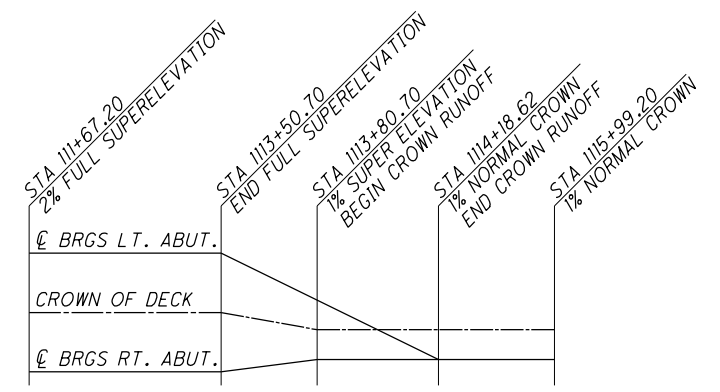 STA 111+67.20
2% FULL SUPERELEVATION
STA 1113+50.70
END FULL SUPERELEVATION
STA 1113+80.70
1% SUPER ELEVATION
BEGIN CROWN RUNOFF
STA 1114+18.62
1% NORMAL CROWN
END CROWN RUNOFF
STA 1115+99.20
1% NORMAL CROWN
℄ BRGS LT. ABUT.
CROWN OF DECK
℄ BRGS RT. ABUT.